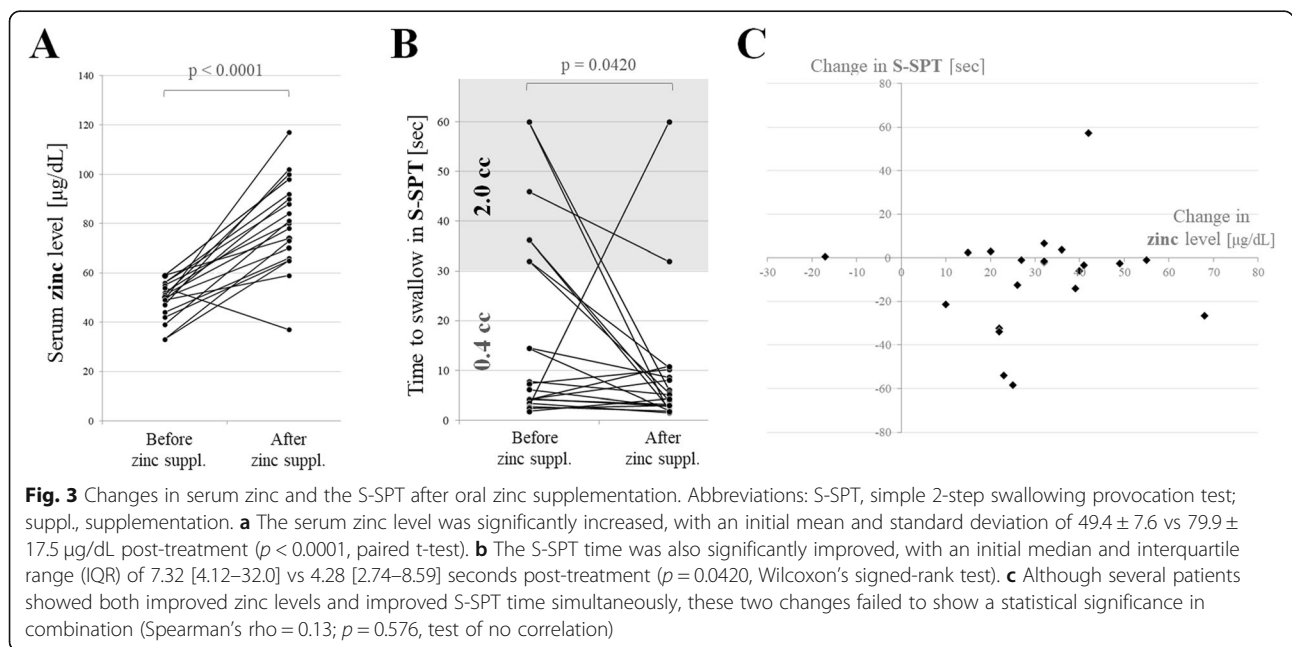 A
p < 0.0001
Serum zinc level [µg/dL]
140
120
100
80
60
40
20
0
Before
zinc suppl.
After
zinc suppl.
B
p = 0.0420
Time to swallow in S-SPT [sec]
2.0 cc
0.4 cc
60
50
40
30
20
10
0
Before
zinc suppl.
After
zinc suppl.
C
Change in S-SPT [sec]
80
60
40
20
0
-20
-40
-60
-80
Change in
zinc level [µg/dL]
-30 -20 -10 0 10 20 30 40 50 60 70 80
Fig. 3 Changes in serum zinc and the S-SPT after oral zinc supplementation. Abbreviations: S-SPT, simple 2-step swallowing provocation test;
suppl., supplementation. a The serum zinc level was significantly increased, with an initial mean and standard deviation of 49.4 ± 7.6 vs 79.9 ±
17.5 µg/dL post-treatment (p < 0.0001, paired t-test). b The S-SPT time was also significantly improved, with an initial median and interquartile
range (IQR) of 7.32 [4.12–32.0] vs 4.28 [2.74–8.59] seconds post-treatment (p = 0.0420, Wilcoxon's signed-rank test). c Although several patients
showed both improved zinc levels and improved S-SPT time simultaneously, these two changes failed to show a statistical significance in
combination (Spearman's rho = 0.13; p = 0.576, test of no correlation)